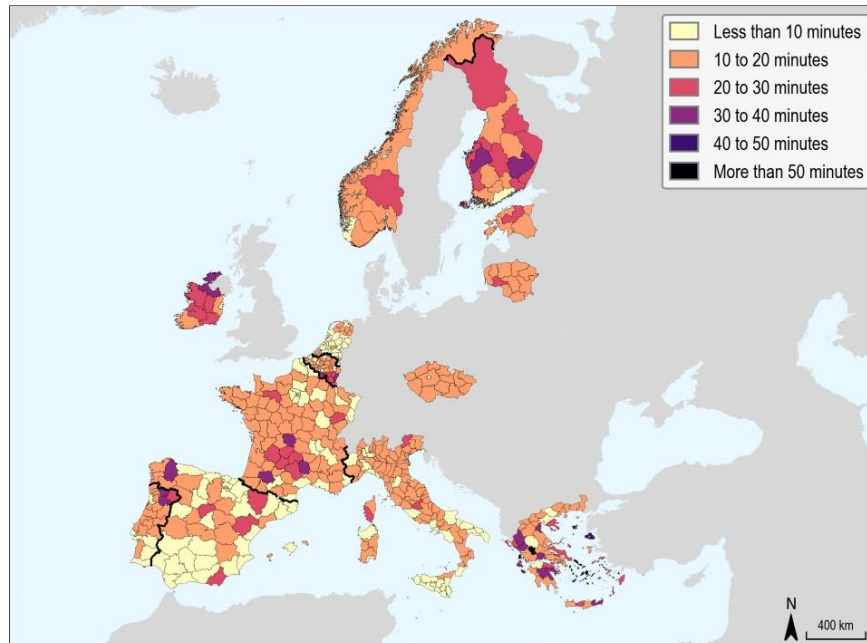 Less than 10 minutes
10 to 20 minutes
20 to 30 minutes
30 to 40 minutes
40 to 50 minutes
More than 50 minutes
N
400 km